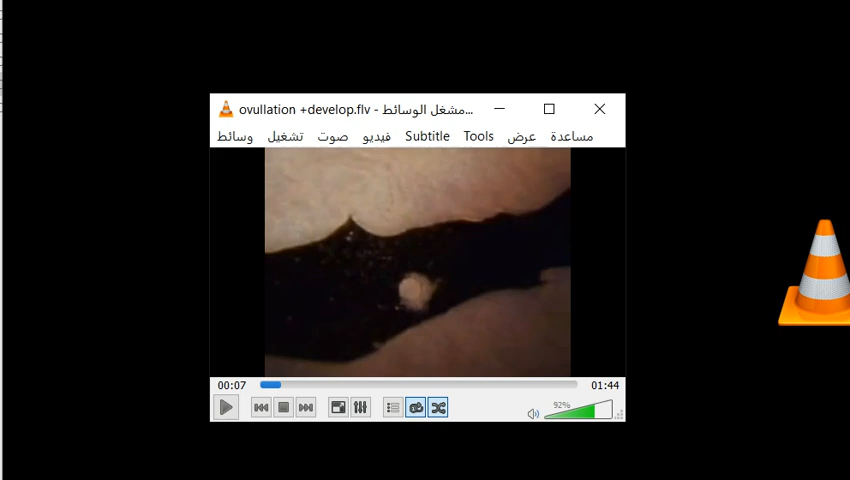 ovullation +develop.flv - مشغل الوسائط...
وسائط تشغيل صوت فيديو Subtitle Tools عرض مساعدة
00:07 01:44
92%